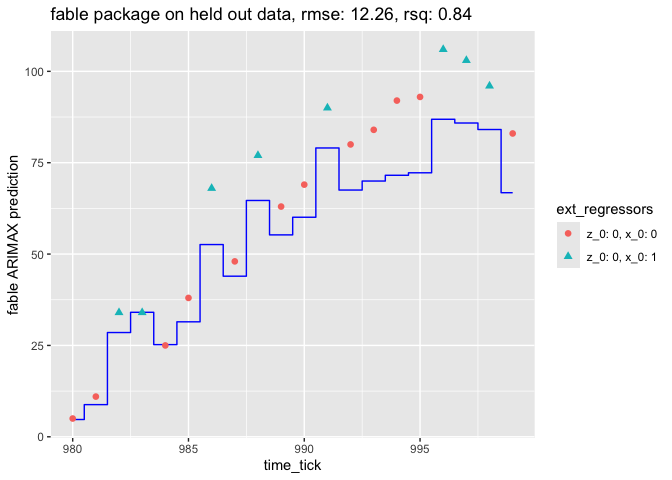 fable package on held out data, rmse: 12.26, rsq: 0.84
fable ARIMAX prediction
100
75
50
25
0
980
985
990
995
time_tick
ext_regressors
z_0: 0, x_0: 0
z_0: 0, x_0: 1